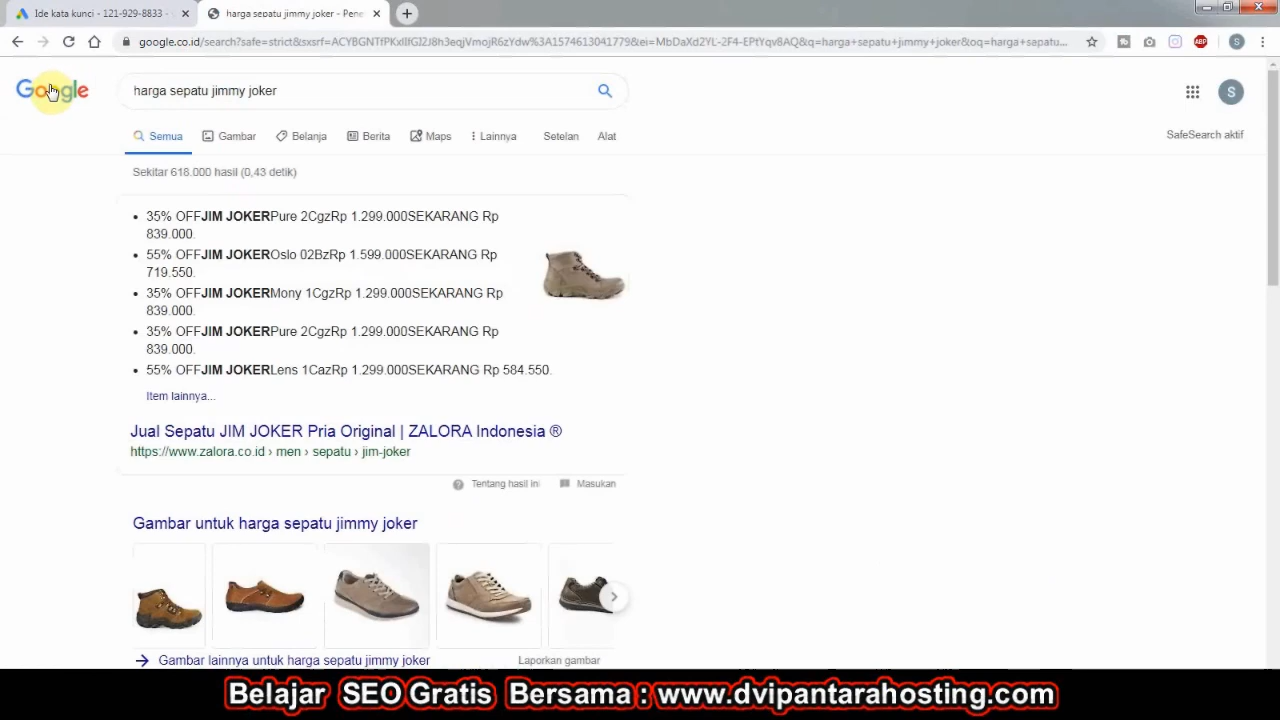 Ide kata kunci - 121-929-8833 -
harga sepatu jimmy joker - Pene
google.co.id/search?safe=strict&sxsrf=ACYBGNTfPKxlIfGI2J8h3eqjVmojR6zYdw%3A1574613041779&ei=MbDaXd2YL-2F4-EPtYqv8AQ&q=harga+sepatu+jimmy+joker&oq=harga+sepatu...
Google
harga sepatu jimmy joker
S
Semua Gambar Belanja Berita Maps Lainnya Setelan Alat
SafeSearch aktif
Sekitar 618.000 hasil (0,43 detik)
35% OFFJIM JOKERPure 2CgzRp 1.299.000SEKARANG Rp
839.000.
55% OFFJIM JOKEROslo 02BzRp 1.599.000SEKARANG Rp
719.550.
35% OFFJIM JOKERMony 1CgzRp 1.299.000SEKARANG Rp
839.000.
35% OFFJIM JOKERPure 2CgzRp 1.299.000SEKARANG Rp
839.000.
55% OFFJIM JOKERLens 1CazRp 1.299.000SEKARANG Rp 584.550.
Item lainnya...
Jual Sepatu JIM JOKER Pria Original | ZALORA Indonesia ®
https://www.zalora.co.id › men › sepatu › jim-joker
Tentang hasil ini Masukan
Gambar untuk harga sepatu jimmy joker
Gambar lainnya untuk harga sepatu jimmy joker
Laporkan gambar
Belajar SEO Gratis Bersama : www.dvipantarahosting.com